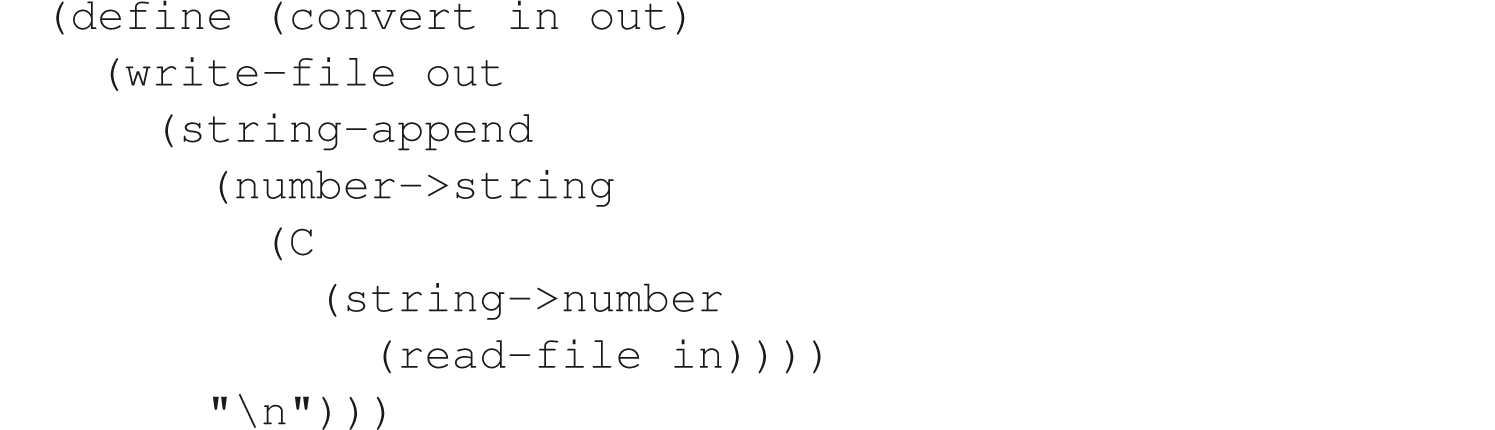 (define (convert in out)
  (write-file out
    (string-append
      (number->string
        (C
          (string->number
            (read-file in))))
      "\n")))